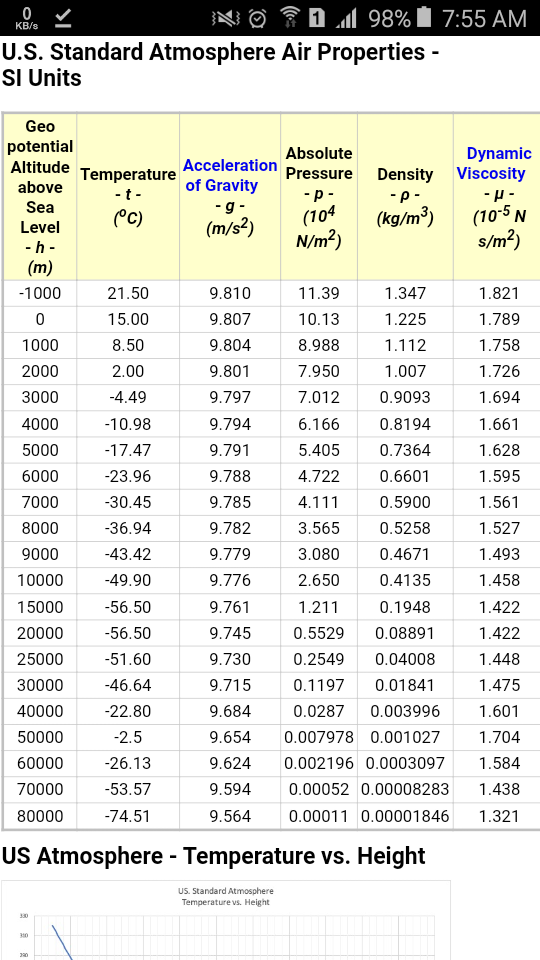 0
KB/s
1
98%
7:55 AM
U.S. Standard Atmosphere Air Properties -
SI Units
Geo potential Altitude above Sea Level - h - (m) Temperature - t - (ºC) Acceleration of Gravity - g - (m/s²) Absolute Pressure - p - (10⁴ N/m²) Density - ρ - (kg/m³) Dynamic Viscosity - μ - (10⁻⁵ N s/m²)
-1000 21.50 9.810 11.39 1.347 1.821
0 15.00 9.807 10.13 1.225 1.789
1000 8.50 9.804 8.988 1.112 1.758
2000 2.00 9.801 7.950 1.007 1.726
3000 -4.49 9.797 7.012 0.9093 1.694
4000 -10.98 9.794 6.166 0.8194 1.661
5000 -17.47 9.791 5.405 0.7364 1.628
6000 -23.96 9.788 4.722 0.6601 1.595
7000 -30.45 9.785 4.111 0.5900 1.561
8000 -36.94 9.782 3.565 0.5258 1.527
9000 -43.42 9.779 3.080 0.4671 1.493
10000 -49.90 9.776 2.650 0.4135 1.458
15000 -56.50 9.761 1.211 0.1948 1.422
20000 -56.50 9.745 0.5529 0.08891 1.422
25000 -51.60 9.730 0.2549 0.04008 1.448
30000 -46.64 9.715 0.1197 0.01841 1.475
40000 -22.80 9.684 0.0287 0.003996 1.601
50000 -2.5 9.654 0.007978 0.001027 1.704
60000 -26.13 9.624 0.002196 0.0003097 1.584
70000 -53.57 9.594 0.00052 0.00008283 1.438
80000 -74.51 9.564 0.00011 0.00001846 1.321
US Atmosphere - Temperature vs. Height
US. Standard Atmosphere
Temperature vs. Height
330
310
290